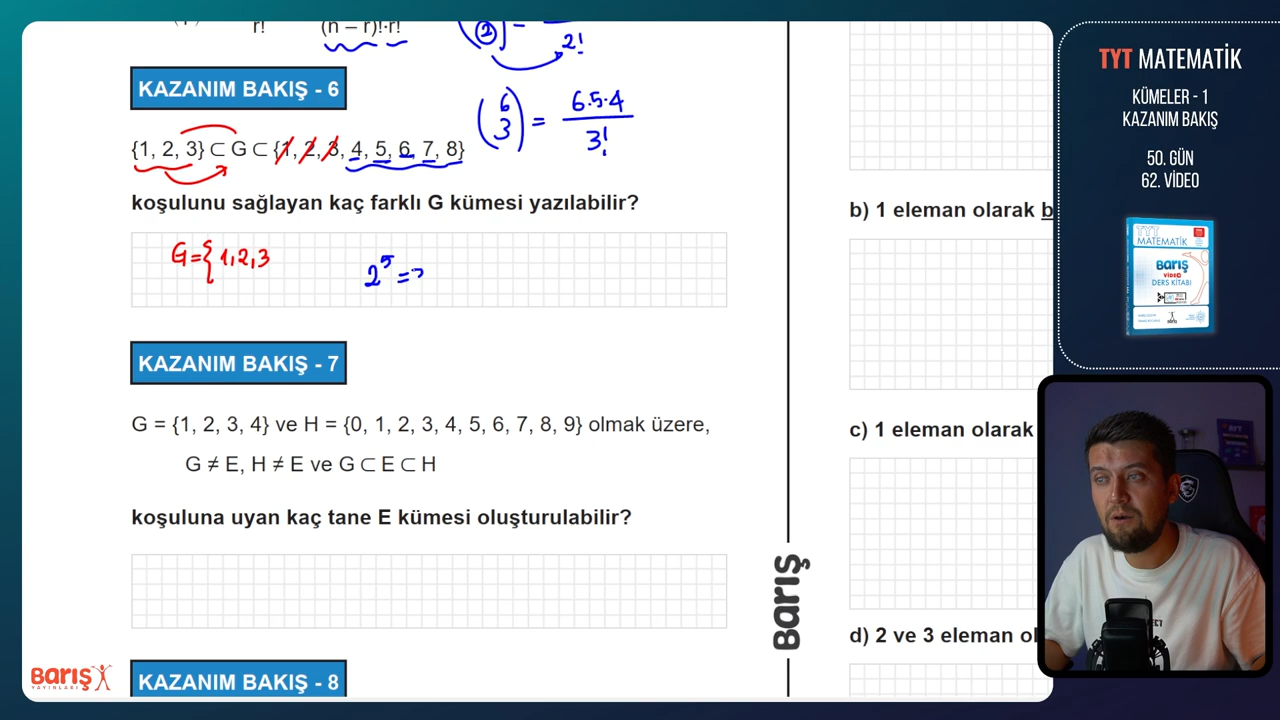 r!
(n – r)!·r!
2
2!
KAZANIM BAKIŞ - 6
(6 3) = 6·5·4 / 3!
{1, 2, 3} ⊂ G ⊂ {1, 2, 3, 4, 5, 6, 7, 8}
koşulunu sağlayan kaç farklı G kümesi yazılabilir?
G={ 1,2,3
2⁵ =
KAZANIM BAKIŞ - 7
G = {1, 2, 3, 4} ve H = {0, 1, 2, 3, 4, 5, 6, 7, 8, 9} olmak üzere,
G ≠ E, H ≠ E ve G ⊂ E ⊂ H
koşuluna uyan kaç tane E kümesi oluşturulabilir?
KAZANIM BAKIŞ - 8
Barış
YAYINLARI
Barış
b) 1 eleman olarak b
c) 1 eleman olarak
d) 2 ve 3 eleman ol
TYT MATEMATİK
KÜMELER - 1
KAZANIM BAKIŞ
50. GÜN
62. VİDEO
TYT
MATEMATİK
Barış
VİDEO
DERS KİTABI